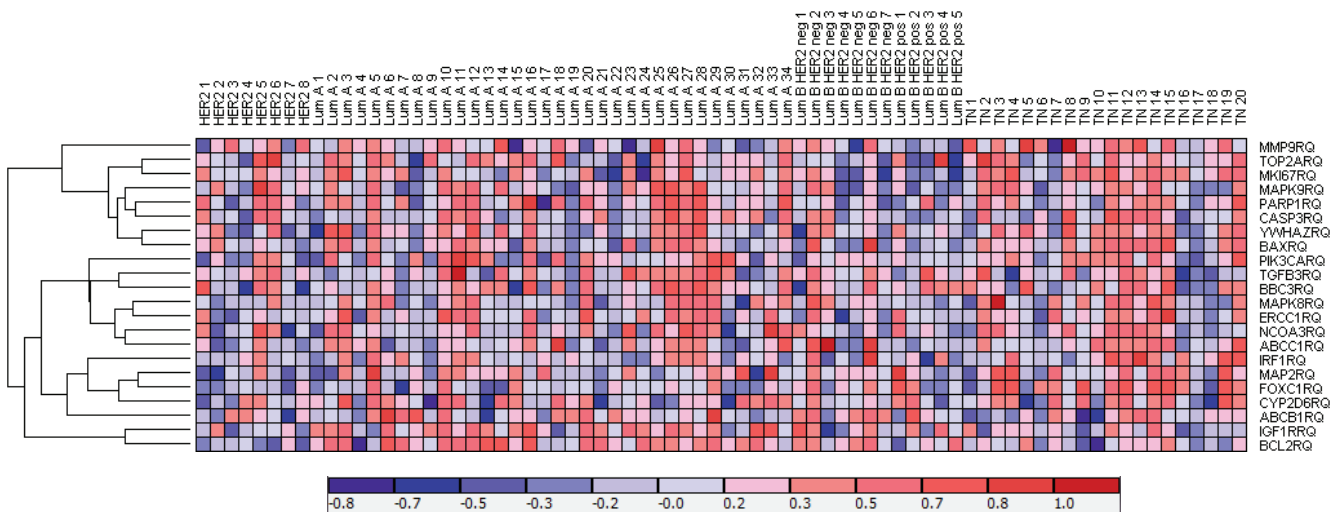 HER2 1
HER2 2
HER2 3
HER2 4
HER2 5
HER2 6
HER2 7
HER2 8
Lum A 1
Lum A 2
Lum A 3
Lum A 4
Lum A 5
Lum A 6
Lum A 7
Lum A 8
Lum A 9
Lum A 10
Lum A 11
Lum A 12
Lum A 13
Lum A 14
Lum A 15
Lum A 16
Lum A 17
Lum A 18
Lum A 19
Lum A 20
Lum A 21
Lum A 22
Lum A 23
Lum A 24
Lum A 25
Lum A 26
Lum A 27
Lum A 28
Lum A 29
Lum A 30
Lum A 31
Lum A 32
Lum A 33
Lum A 34
Lum B HER2 neg 1
Lum B HER2 neg 2
Lum B HER2 neg 3
Lum B HER2 neg 4
Lum B HER2 neg 5
Lum B HER2 neg 6
Lum B HER2 neg 7
Lum B HER2 pos 1
Lum B HER2 pos 2
Lum B HER2 pos 3
Lum B HER2 pos 4
Lum B HER2 pos 5
TN 1
TN 2
TN 3
TN 4
TN 5
TN 6
TN 7
TN 8
TN 9
TN 10
TN 11
TN 12
TN 13
TN 14
TN 15
TN 16
TN 17
TN 18
TN 19
TN 20
MMP9RQ
TOP2ARQ
MKI67RQ
MAPK9RQ
PARP1RQ
CASP3RQ
YWHAZRQ
BAXRQ
PIK3CARQ
TGFB3RQ
BBC3RQ
MAPK8RQ
ERCC1RQ
NCOA3RQ
ABCC1RQ
IRF1RQ
MAP2RQ
FOXC1RQ
CYP2D6RQ
ABCB1RQ
IGF1RRQ
BCL2RQ
-0.8 -0.7 -0.5 -0.3 -0.2 -0.0 0.2 0.3 0.5 0.7 0.8 1.0